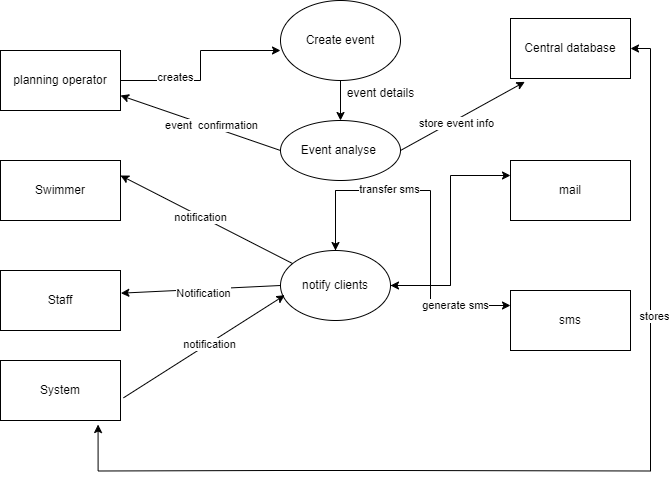 Create event
Central database
planning operator
creates
event details
event confirmation
store event info
Event analyse
Swimmer
transfer sms
mail
notification
notify clients
Staff
Notification
generate sms
sms
stores
notification
System